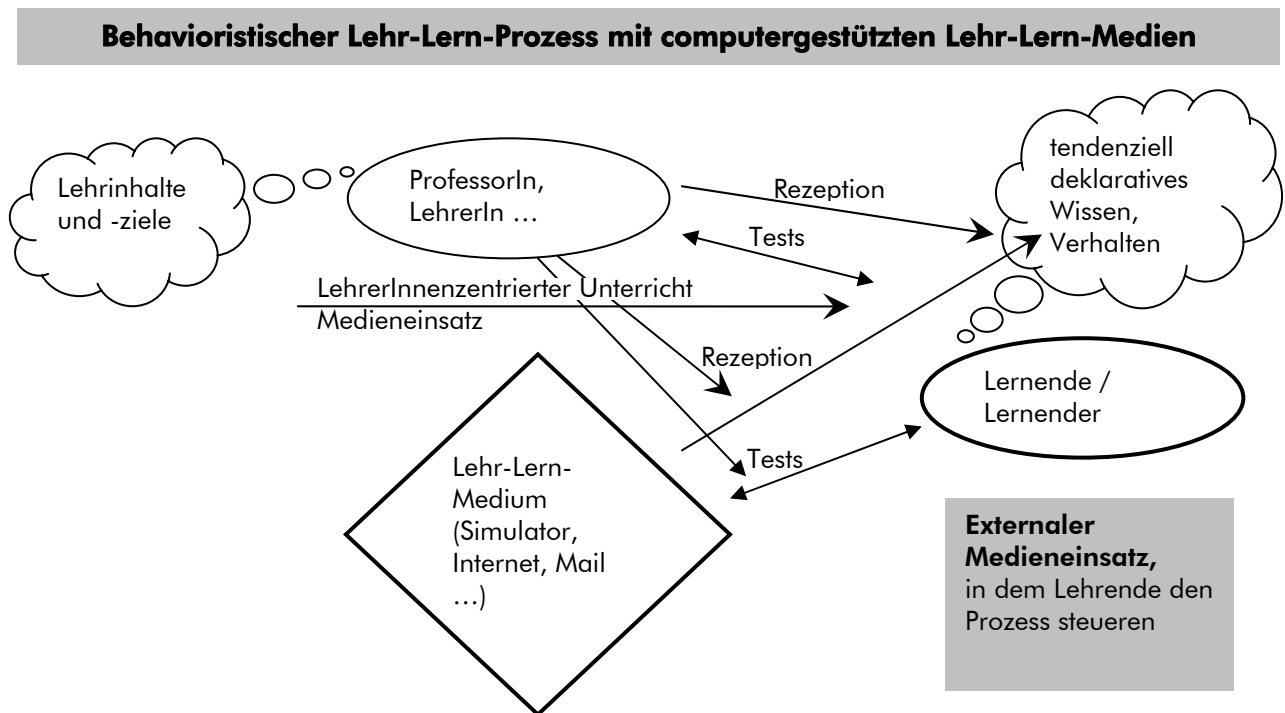 Behavioristischer Lehr-Lern-Prozess mit computergestützten Lehr-Lern-Medien
Lehrinhalte
und -ziele
ProfessorIn,
LehrerIn ...
Rezeption
Tests
tendenziell
deklaratives
Wissen,
Verhalten
LehrerInnenzentrierter Unterricht
Medieneinsatz
Rezeption
Tests
Lernende /
Lernender
Lehr-Lern-
Medium
(Simulator,
Internet, Mail
...)
Externaler
Medieneinsatz,
in dem Lehrende den
Prozess steueren